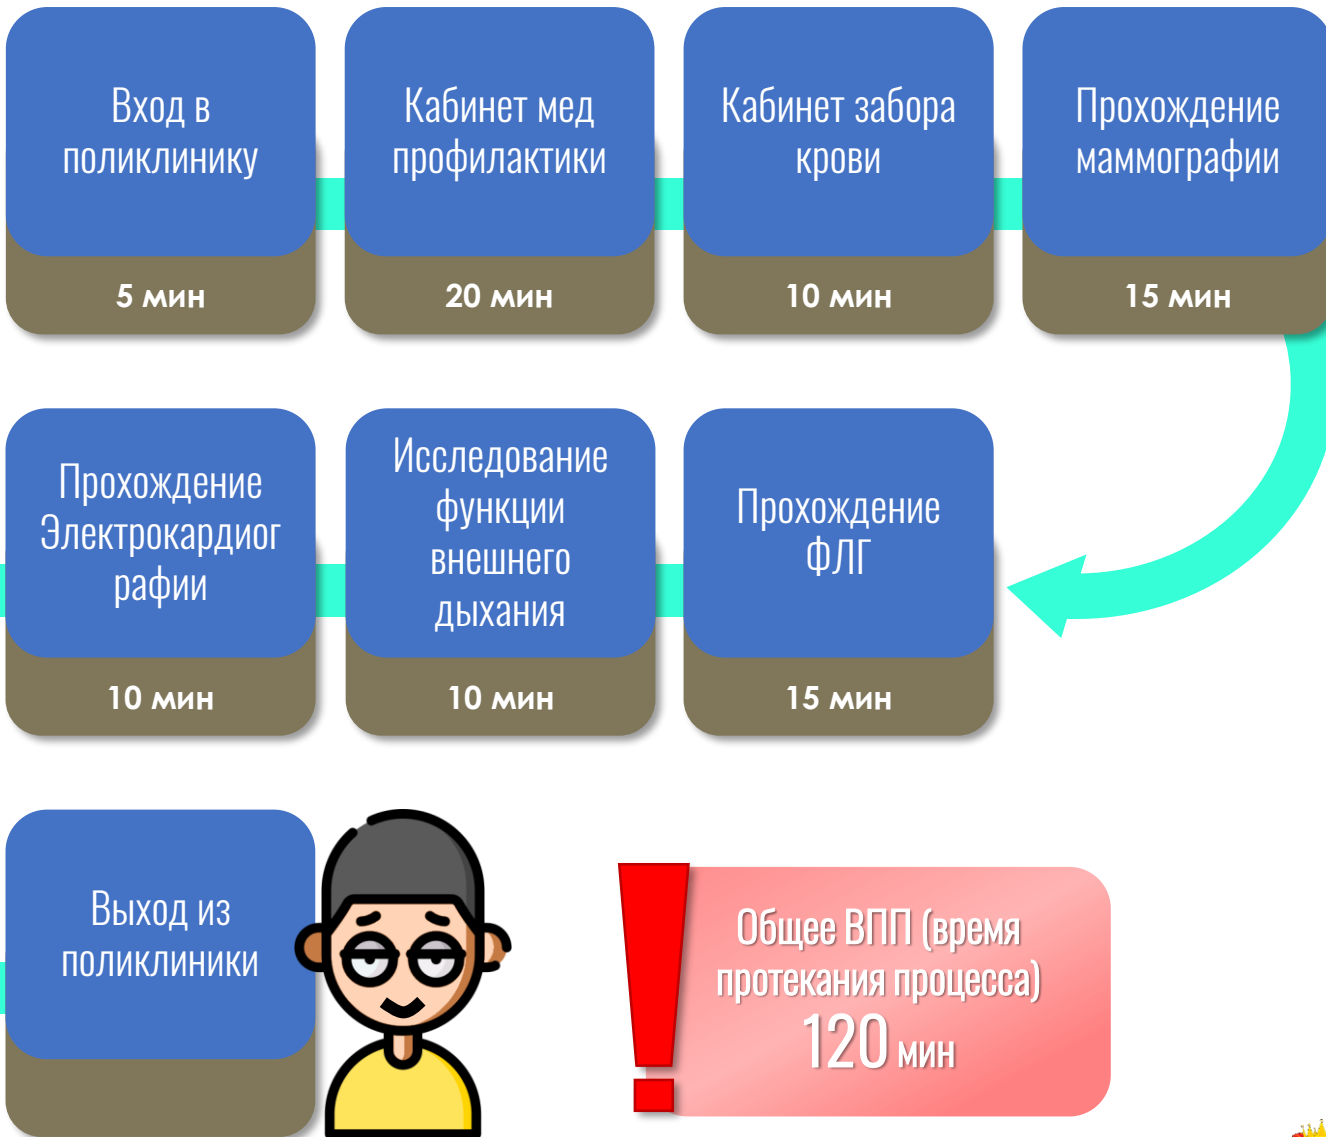 Вход в
поликлинику
5 мин
Кабинет мед
профилактики
20 мин
Кабинет забора
крови
10 мин
Прохождение
маммографии
15 мин
Прохождение
Электрокардиог
рафии
10 мин
Исследование
функции
внешнего
дыхания
10 мин
Прохождение
ФЛГ
15 мин
Выход из
поликлиники
Общее ВПП (время
протекания процесса)
120 мин